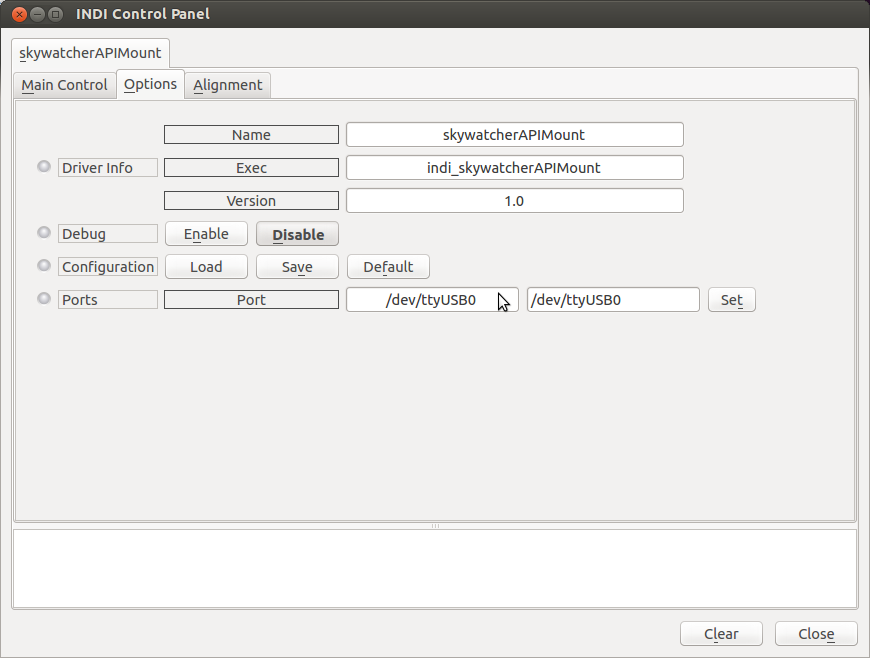 INDI Control Panel
skywatcherAPIMount
Main Control Options Alignment
Name skywatcherAPIMount
Driver Info Exec indi_skywatcherAPIMount
Version 1.0
Debug Enable Disable
Configuration Load Save Default
Ports Port /dev/ttyUSB0 /dev/ttyUSB0 Set
Clear Close